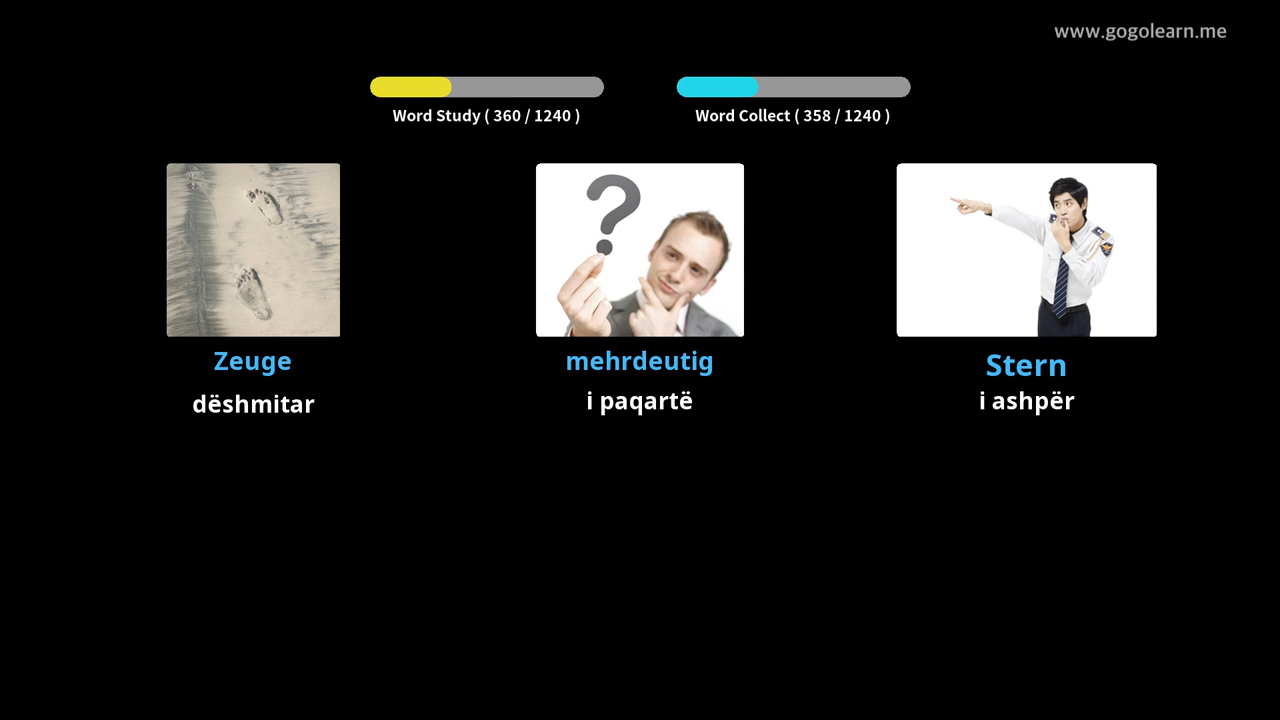 www.gogolearn.me
Word Study ( 360 / 1240 )
Word Collect ( 358 / 1240 )
Zeuge
mehrdeutig
Stern
dëshmitar
i paqartë
i ashpër